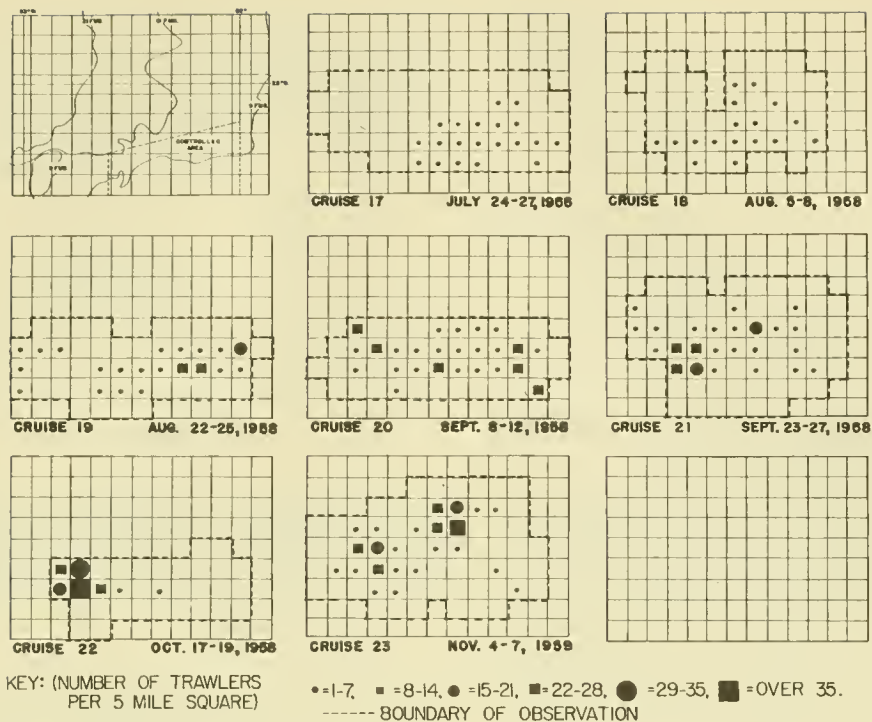 CONTROLLED
AREA
CRUISE 17 JULY 24-27, 1966
CRUISE 18 AUG. 5-8, 1958
CRUISE 19 AUG. 22-25, 1958
CRUISE 20 SEPT. 8-12, 1958
CRUISE 21 SEPT. 23-27, 1958
CRUISE 22 OCT. 17-19, 1958
CRUISE 23 NOV. 4-7, 1959
KEY: (NUMBER OF TRAWLERS
PER 5 MILE SQUARE)
=1-7, =8-14, =15-21, =22-28, =29-35, =OVER 35.
BOUNDARY OF OBSERVATION